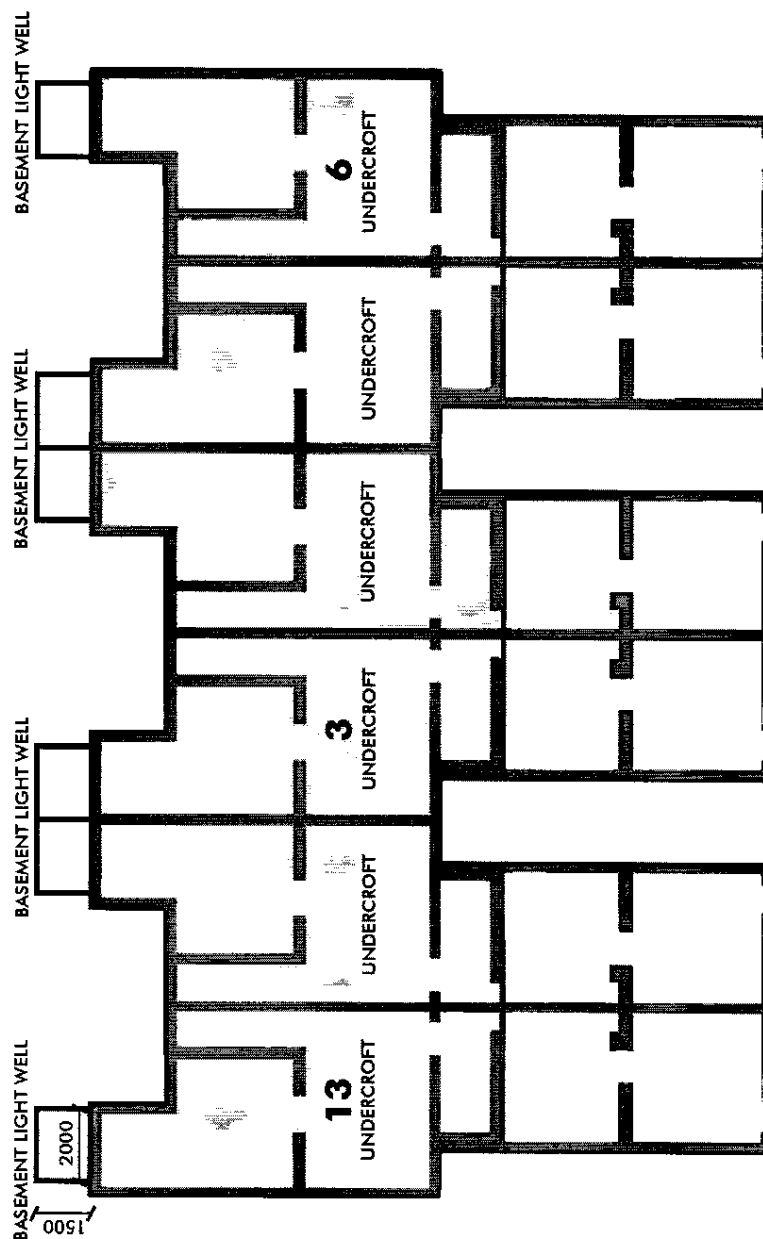 BASEMENT LIGHT WELL
BASEMENT LIGHT WELL
BASEMENT LIGHT WELL
BASEMENT LIGHT WELL
6
UNDERCROFT
UNDERCROFT
UNDERCROFT
3
UNDERCROFT
UNDERCROFT
13
UNDERCROFT
2000
1500